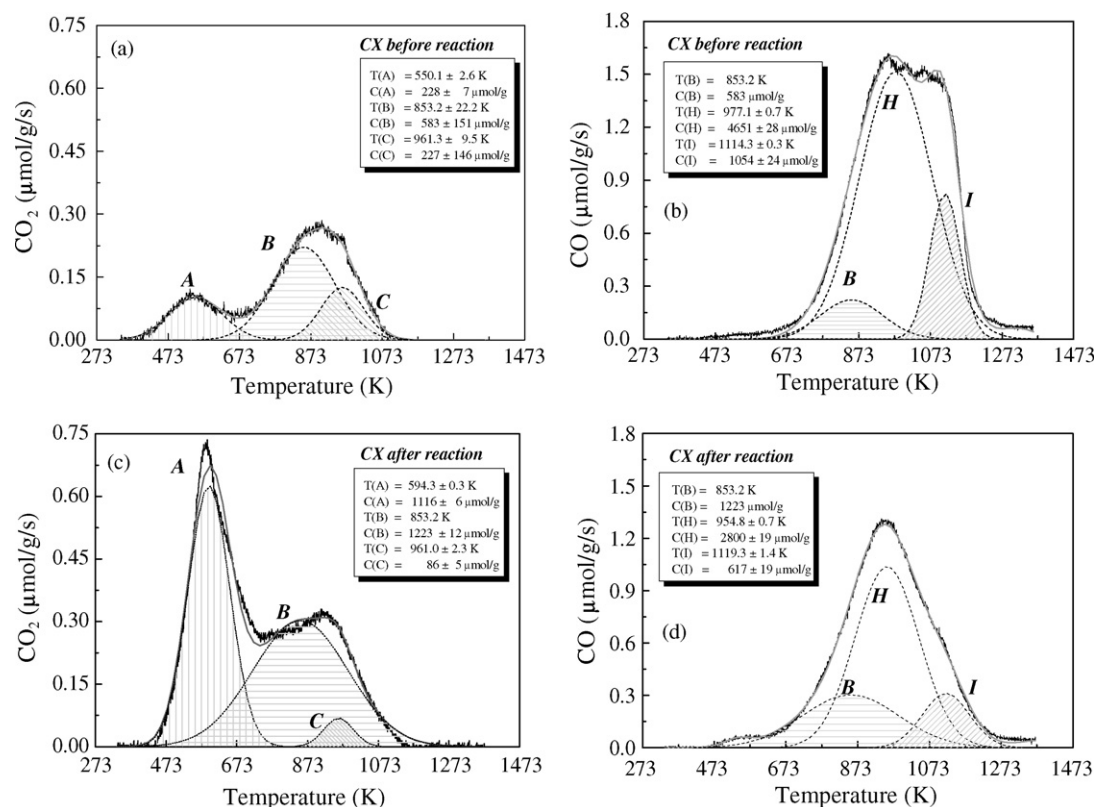 (a)
CX before reaction
T(A) = 550.1 ± 2.6 K
C(A) = 228 ± 7 µmol/g
T(B) = 853.2 ± 22.2 K
C(B) = 583 ± 151 µmol/g
T(C) = 961.3 ± 9.5 K
C(C) = 227 ± 146 µmol/g
0.75
0.60
0.45
0.30
0.15
0.00
CO₂ (µmol/g/s)
A
B
C
273 473 673 873 1073 1273 1473
Temperature (K)
(b)
CX before reaction
T(B) = 853.2 K
C(B) = 583 µmol/g
T(H) = 977.1 ± 0.7 K
C(H) = 4651 ± 28 µmol/g
T(I) = 1114.3 ± 0.3 K
C(I) = 1054 ± 24 µmol/g
1.8
1.5
1.2
0.9
0.6
0.3
0.0
CO (µmol/g/s)
H
I
B
273 473 673 873 1073 1273 1473
Temperature (K)
(c)
CX after reaction
T(A) = 594.3 ± 0.3 K
C(A) = 1116 ± 6 µmol/g
T(B) = 853.2 K
C(B) = 1223 ± 12 µmol/g
T(C) = 961.0 ± 2.3 K
C(C) = 86 ± 5 µmol/g
0.75
0.60
0.45
0.30
0.15
0.00
CO₂ (µmol/g/s)
A
B
C
273 473 673 873 1073 1273 1473
Temperature (K)
(d)
CX after reaction
T(B) = 853.2 K
C(B) = 1223 µmol/g
T(H) = 954.8 ± 0.7 K
C(H) = 2800 ± 19 µmol/g
T(I) = 1119.3 ± 1.4 K
C(I) = 617 ± 19 µmol/g
1.8
1.5
1.2
0.9
0.6
0.3
0.0
CO (µmol/g/s)
H
B
I
273 473 673 873 1073 1273 1473
Temperature (K)